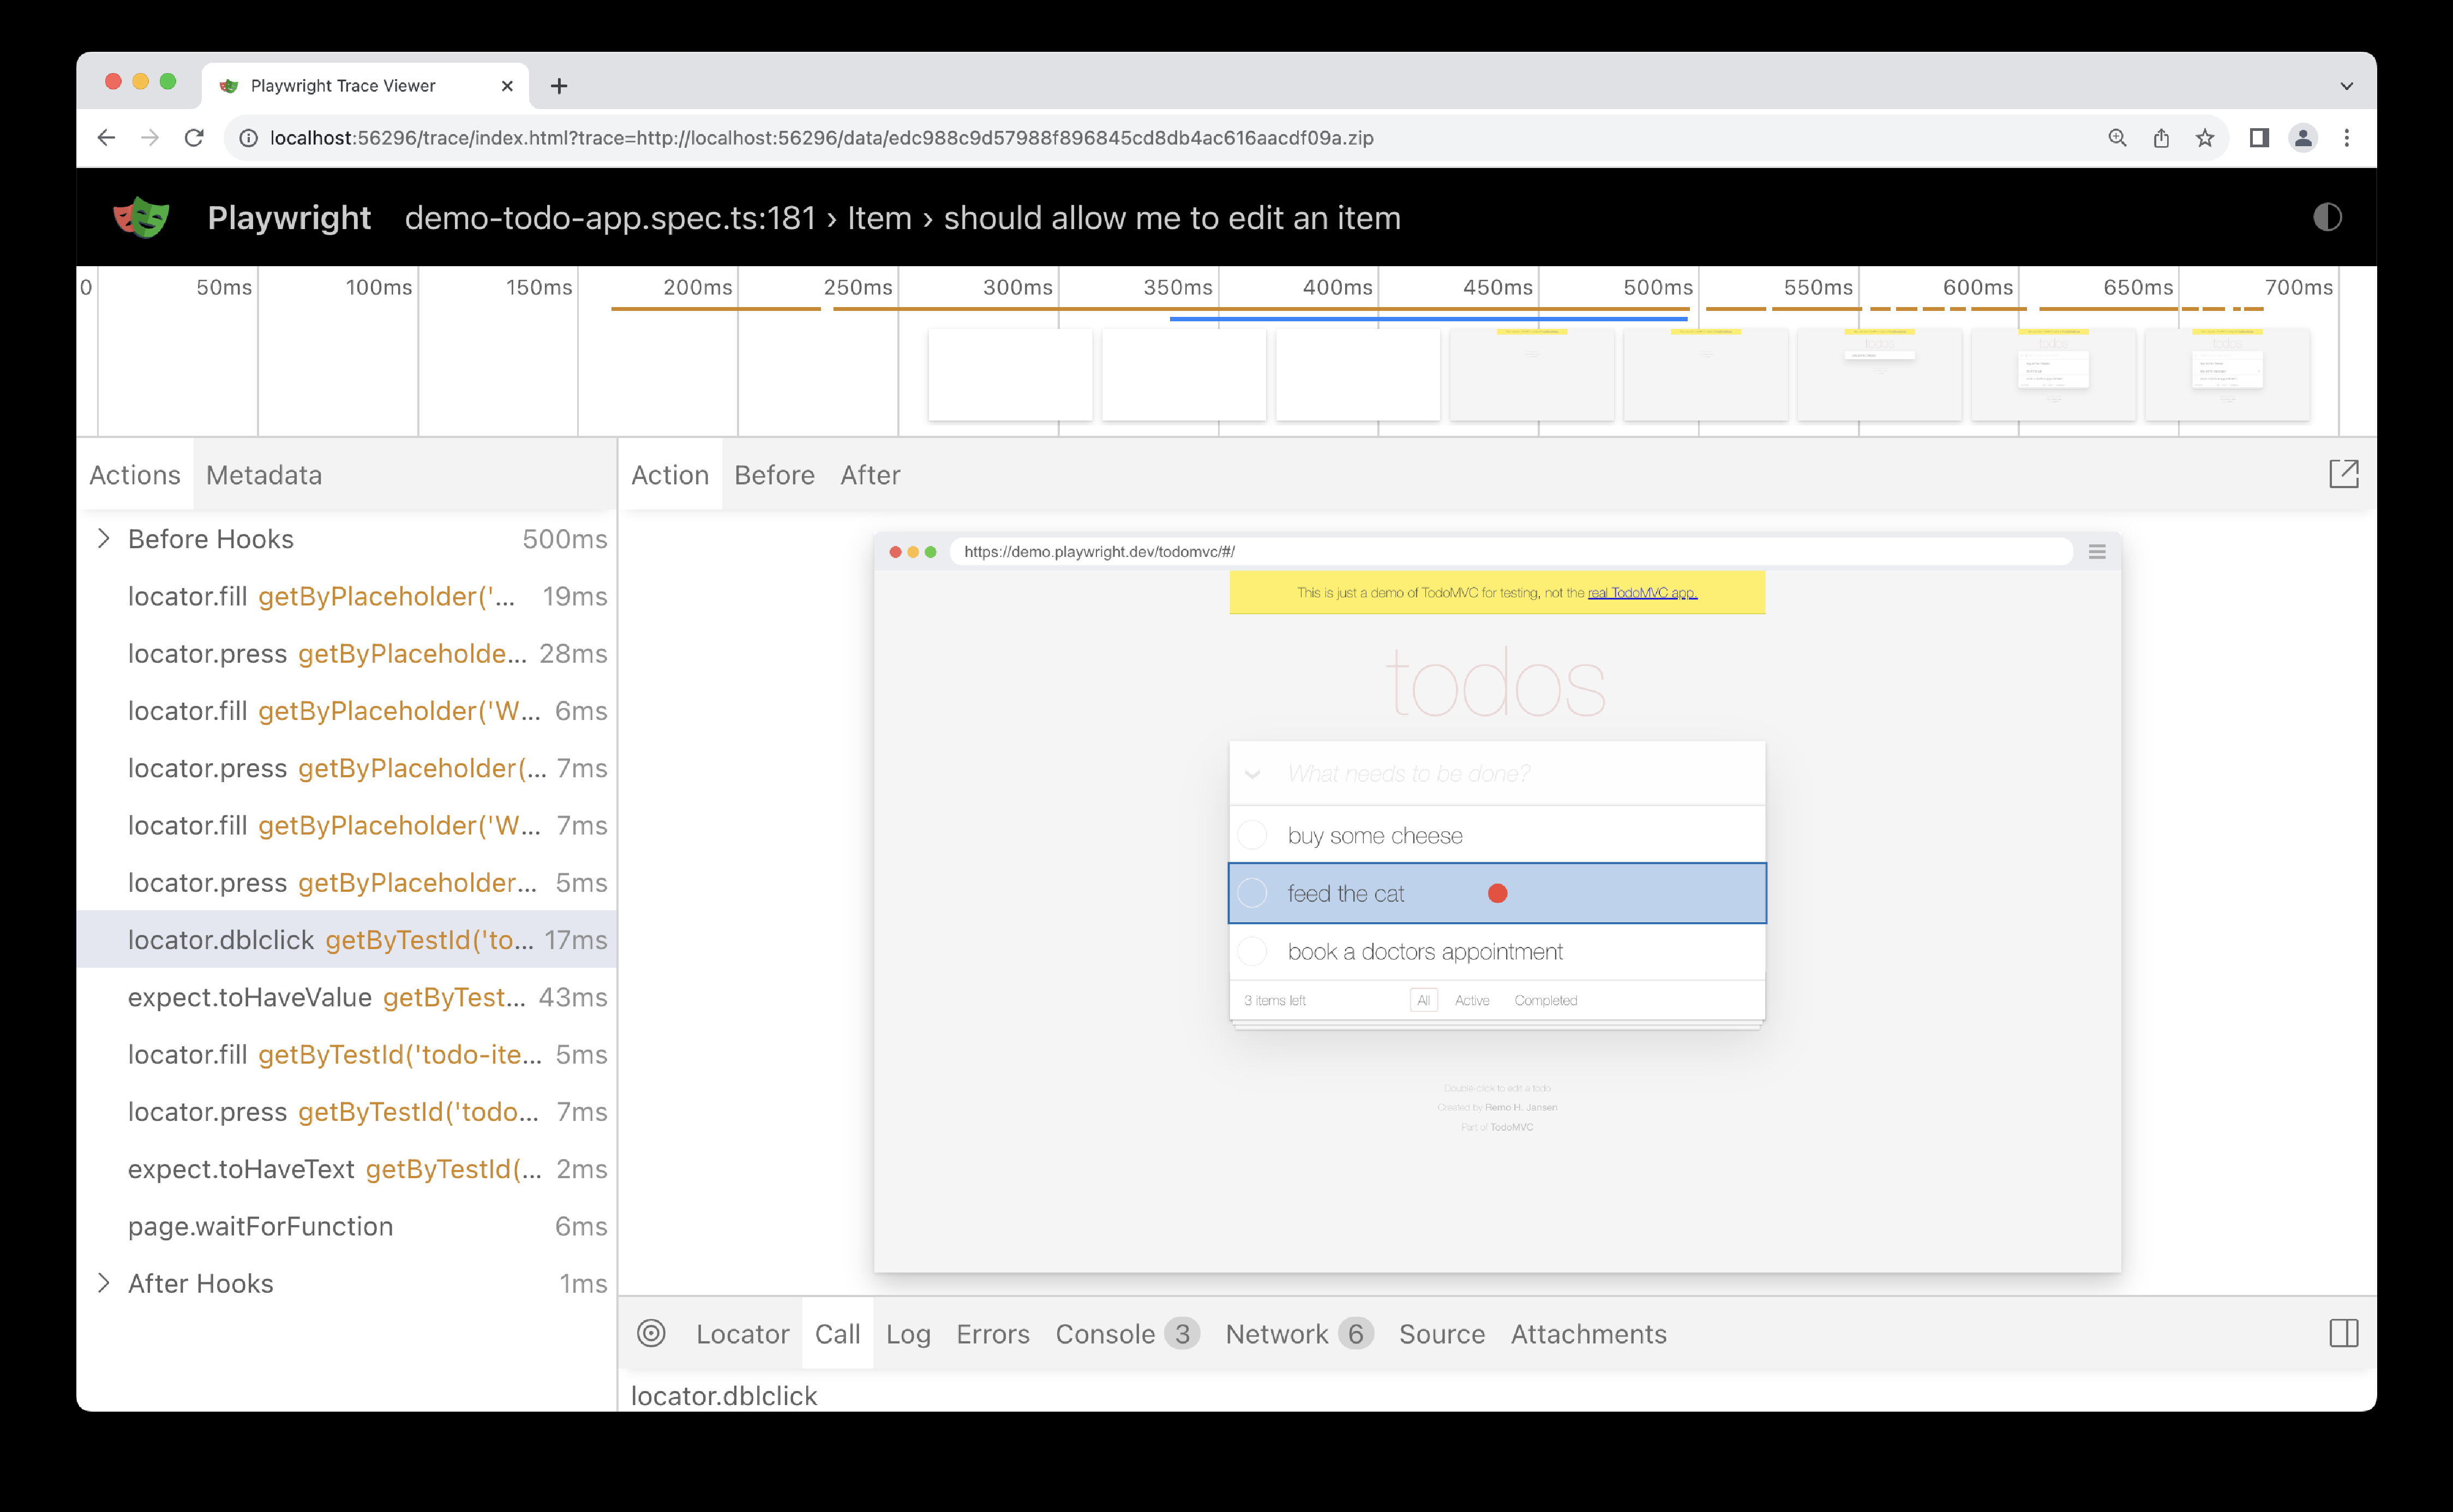 Playwright Trace Viewer
localhost:56296/trace/index.html?trace=http://localhost:56296/data/edc988c9d57988f896845cd8db4ac616aacdf09a.zip
Playwright demo-todo-app.spec.ts:181 › Item › should allow me to edit an item
0 50ms 100ms 150ms 200ms 250ms 300ms 350ms 400ms 450ms 500ms 550ms 600ms 650ms 700ms
Actions Metadata
Before Hooks 500ms
locator.fill getByPlaceholder('... 19ms
locator.press getByPlaceholde... 28ms
locator.fill getByPlaceholder('W... 6ms
locator.press getByPlaceholder(... 7ms
locator.fill getByPlaceholder('W... 7ms
locator.press getByPlaceholder... 5ms
locator.dblclick getByTestId('to... 17ms
expect.toHaveValue getByTest... 43ms
locator.fill getByTestId('todo-ite... 5ms
locator.press getByTestId('todo... 7ms
expect.toHaveText getByTestId(... 2ms
page.waitForFunction 6ms
After Hooks 1ms
Action Before After
https://demo.playwright.dev/todomvc/#/
This is just a demo of TodoMVC for testing, not the real TodoMVC app.
todos
What needs to be done?
buy some cheese
feed the cat
book a doctors appointment
3 items left All Active Completed
Double-click to edit a todo
Created by Remo H. Jansen
Part of TodoMVC
Locator Call Log Errors Console 3 Network 6 Source Attachments
locator.dblclick